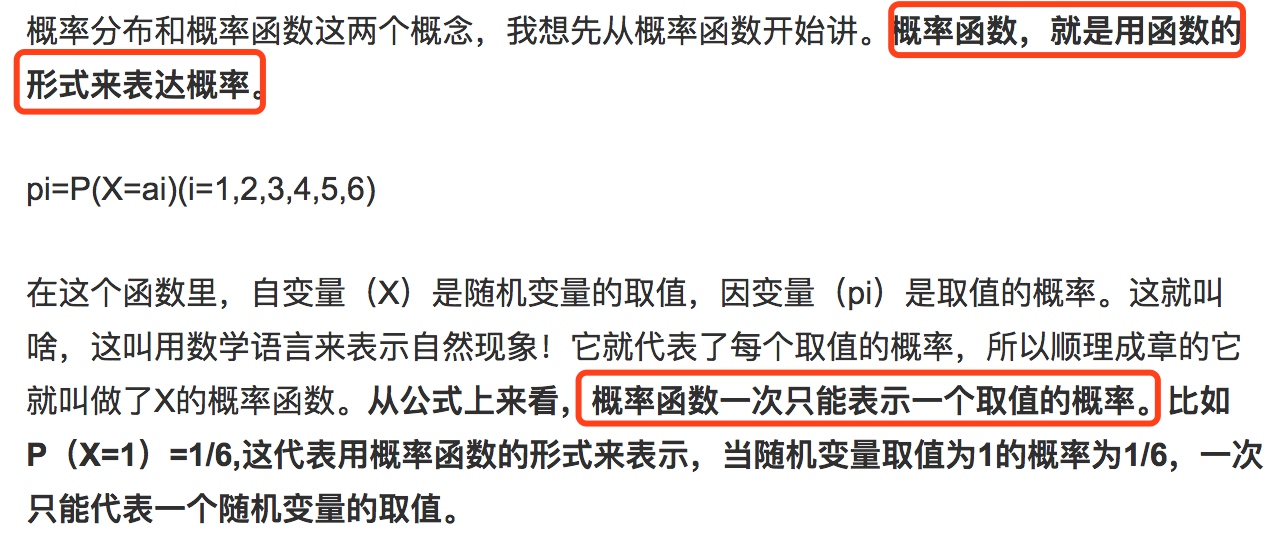 概率分布和概率函数这两个概念，我想先从概率函数开始讲。概率函数，就是用函数的
形式来表达概率。
pi=P(X=ai)(i=1,2,3,4,5,6)
在这个函数里，自变量（X）是随机变量的取值，因变量（pi）是取值的概率。这就叫
啥，这叫用数学语言来表示自然现象！它就代表了每个取值的概率，所以顺理成章的它
就叫做了X的概率函数。从公式上来看，概率函数一次只能表示一个取值的概率。比如
P（X=1）=1/6,这代表用概率函数的形式来表示，当随机变量取值为1的概率为1/6，一次
只能代表一个随机变量的取值。